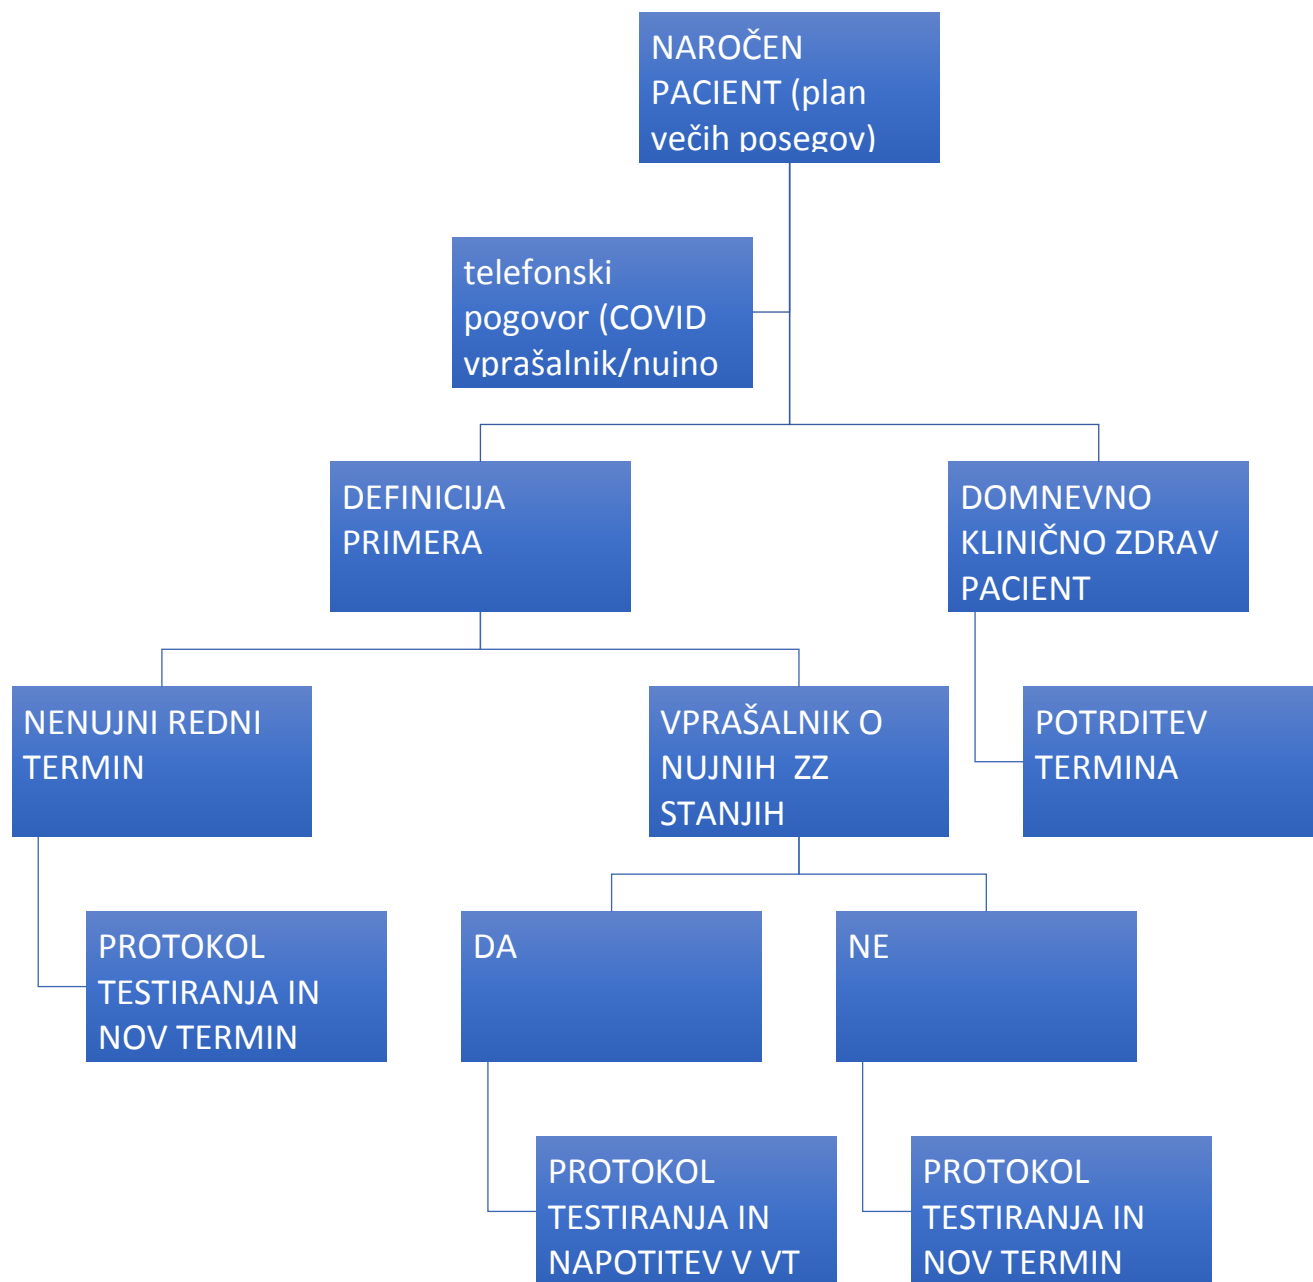 NAROČEN
PACIENT (plan
večih posegov)
telefonski
pogovor (COVID
vprašalnik/nujno
DEFINICIJA
PRIMERA
DOMNEVNO
KLINIČNO ZDRAV
PACIENT
NENUJNI REDNI
TERMIN
VPRAŠALNIK O
NUJNIH  ZZ
STANJIH
POTRDITEV
TERMINA
PROTOKOL
TESTIRANJA IN
NOV TERMIN
DA
NE
PROTOKOL
TESTIRANJA IN
NAPOTITEV V VT
PROTOKOL
TESTIRANJA IN
NOV TERMIN